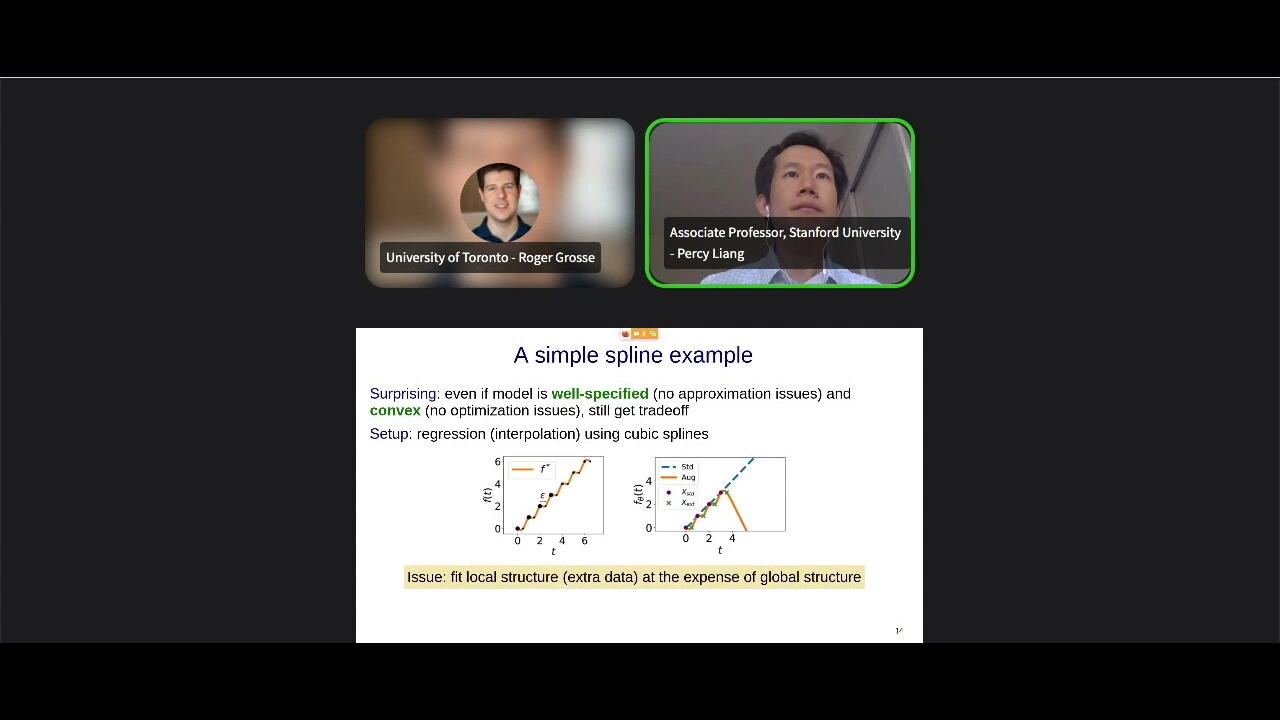 University of Toronto - Roger Grosse
Associate Professor, Stanford University
- Percy Liang
A simple spline example
Surprising: even if model is well-specified (no approximation issues) and
convex (no optimization issues), still get tradeoff
Setup: regression (interpolation) using cubic splines
6
4
2
0
f(t)
f*
ε
0 2 4 6
t
4
2
0
fθ̂(t)
Std
Aug
Xstd
Xext
0 2 4
t
Issue: fit local structure (extra data) at the expense of global structure
14